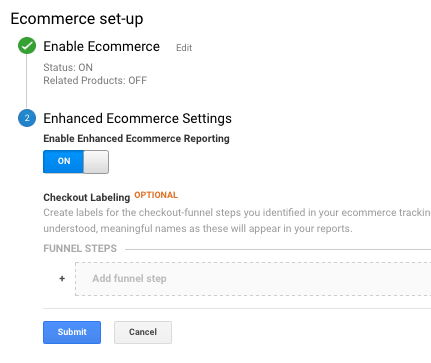 Ecommerce set-up
Enable Ecommerce Edit
Status: ON
Related Products: OFF
2 Enhanced Ecommerce Settings
Enable Enhanced Ecommerce Reporting
ON
Checkout Labeling OPTIONAL
Create labels for the checkout-funnel steps you identified in your ecommerce trackin
understood, meaningful names as these will appear in your reports.
FUNNEL STEPS
+ Add funnel step
Submit Cancel